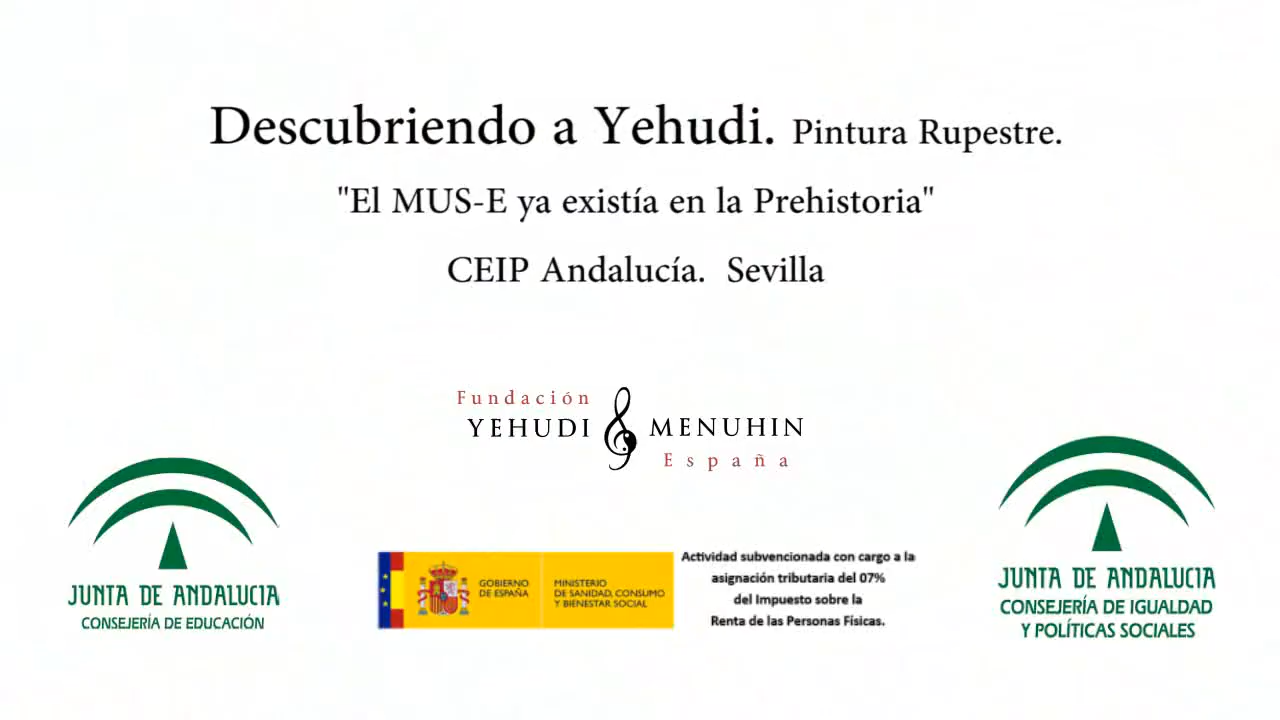 Descubriendo a Yehudi. Pintura Rupestre.
"El MUS-E ya existía en la Prehistoria"
CEIP Andalucía. Sevilla
Fundación
YEHUDI MENUHIN
España
JUNTA DE ANDALUCIA
CONSEJERÍA DE EDUCACIÓN
GOBIERNO
DE ESPAÑA
MINISTERIO
DE SANIDAD, CONSUMO
Y BIENESTAR SOCIAL
Actividad subvencionada con cargo a la
asignación tributaria del 07%
del Impuesto sobre la
Renta de las Personas Físicas.
JUNTA DE ANDALUCIA
CONSEJERÍA DE IGUALDAD
Y POLÍTICAS SOCIALES